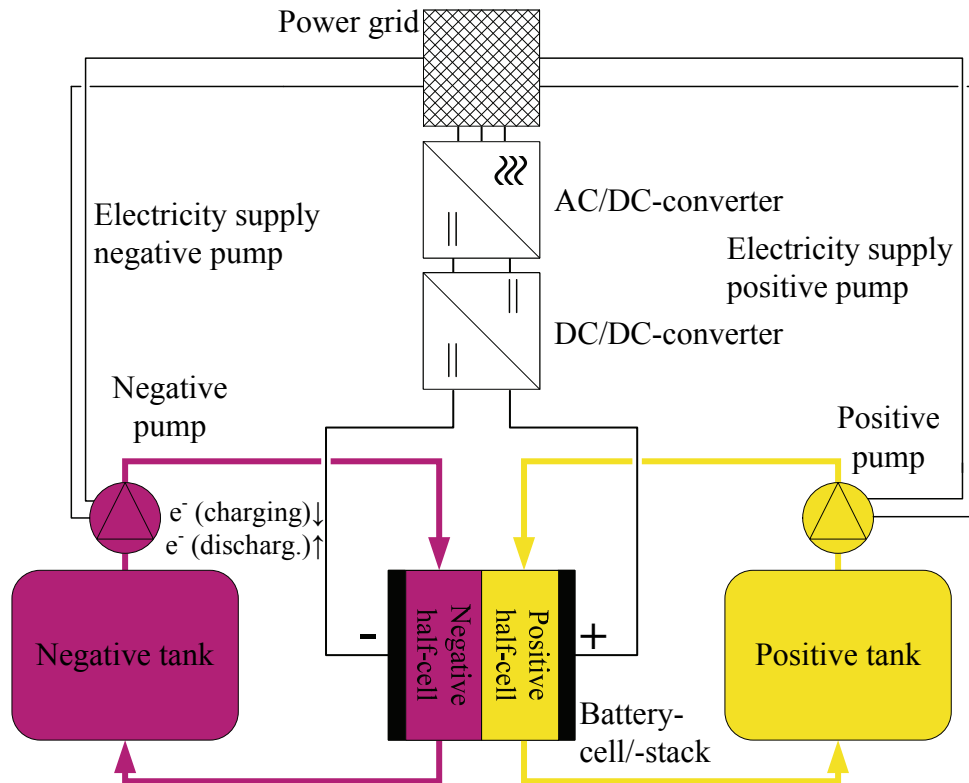 Power grid
AC/DC-converter
Electricity supply
negative pump
Electricity supply
positive pump
DC/DC-converter
Negative
pump
Positive
pump
e⁻ (charging)↓
e⁻ (discharg.)↑
Negative tank
-
Negative
half-cell
Positive
half-cell
+
Positive tank
Battery-
cell/-stack